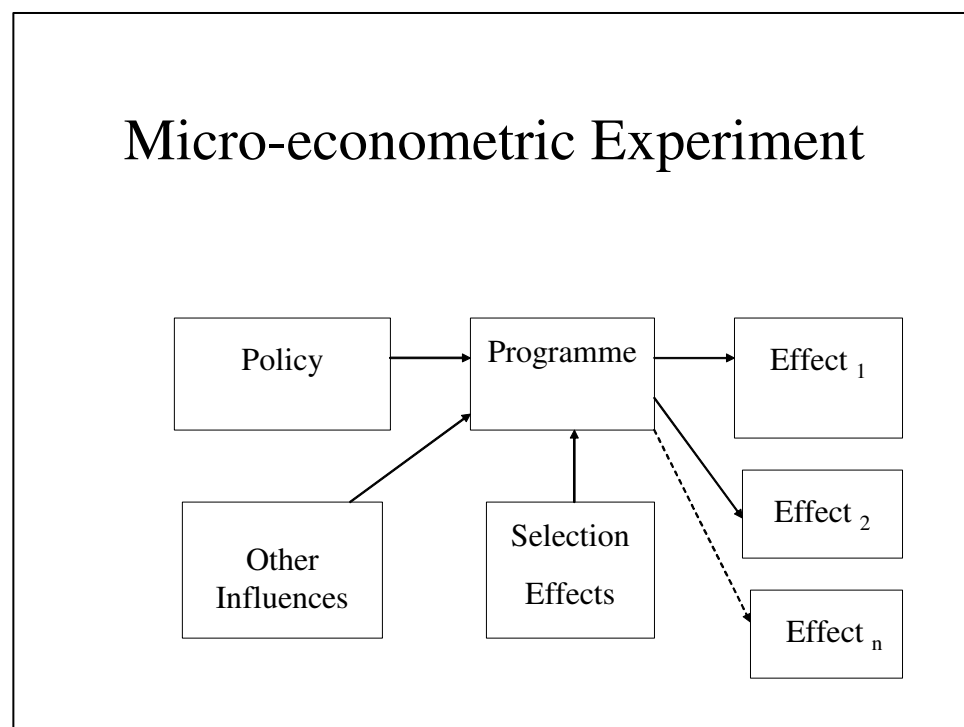 Micro-econometric Experiment
Policy
Programme
Effect 1
Other
Influences
Selection
Effects
Effect 2
Effect n